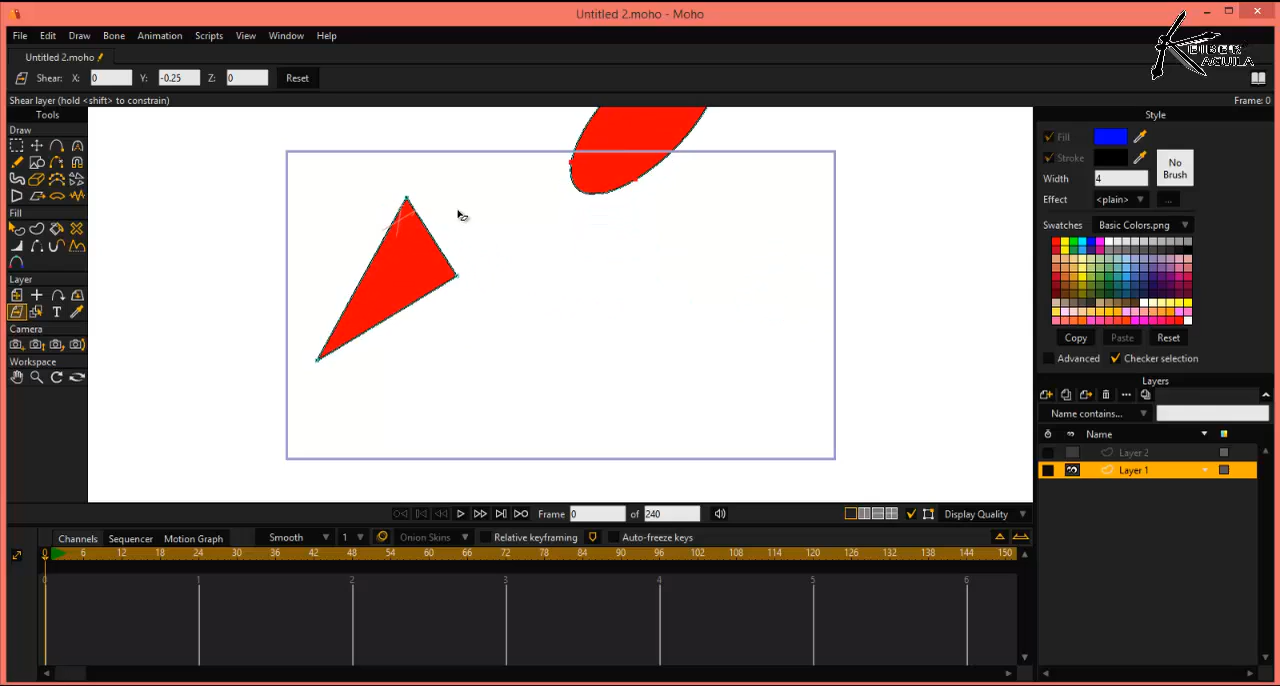 Untitled 2.moho - Moho
File Edit Draw Bone Animation Scripts View Window Help
Untitled 2.moho
Shear: X: 0 Y: -0.25 Z: 0 Reset
Shear layer (hold <shift> to constrain) Frame: 0
Tools
Draw
Fill
Layer
T
Camera
Workspace
Style
Fill
Stroke
No Brush
Width 4
Effect <plain> ...
Swatches Basic Colors.png
Copy Paste Reset
Advanced Checker selection
Layers
Name contains...
Name
Layer 2
Layer 1
Frame 0 of 240 Display Quality
Channels Sequencer Motion Graph Smooth 1 Onion Skins Relative keyframing Auto-freeze keys
0 6 12 18 24 30 36 42 48 54 60 66 72 78 84 90 96 102 108 114 120 126 132 138 144 150
0 1 2 3 4 5 6